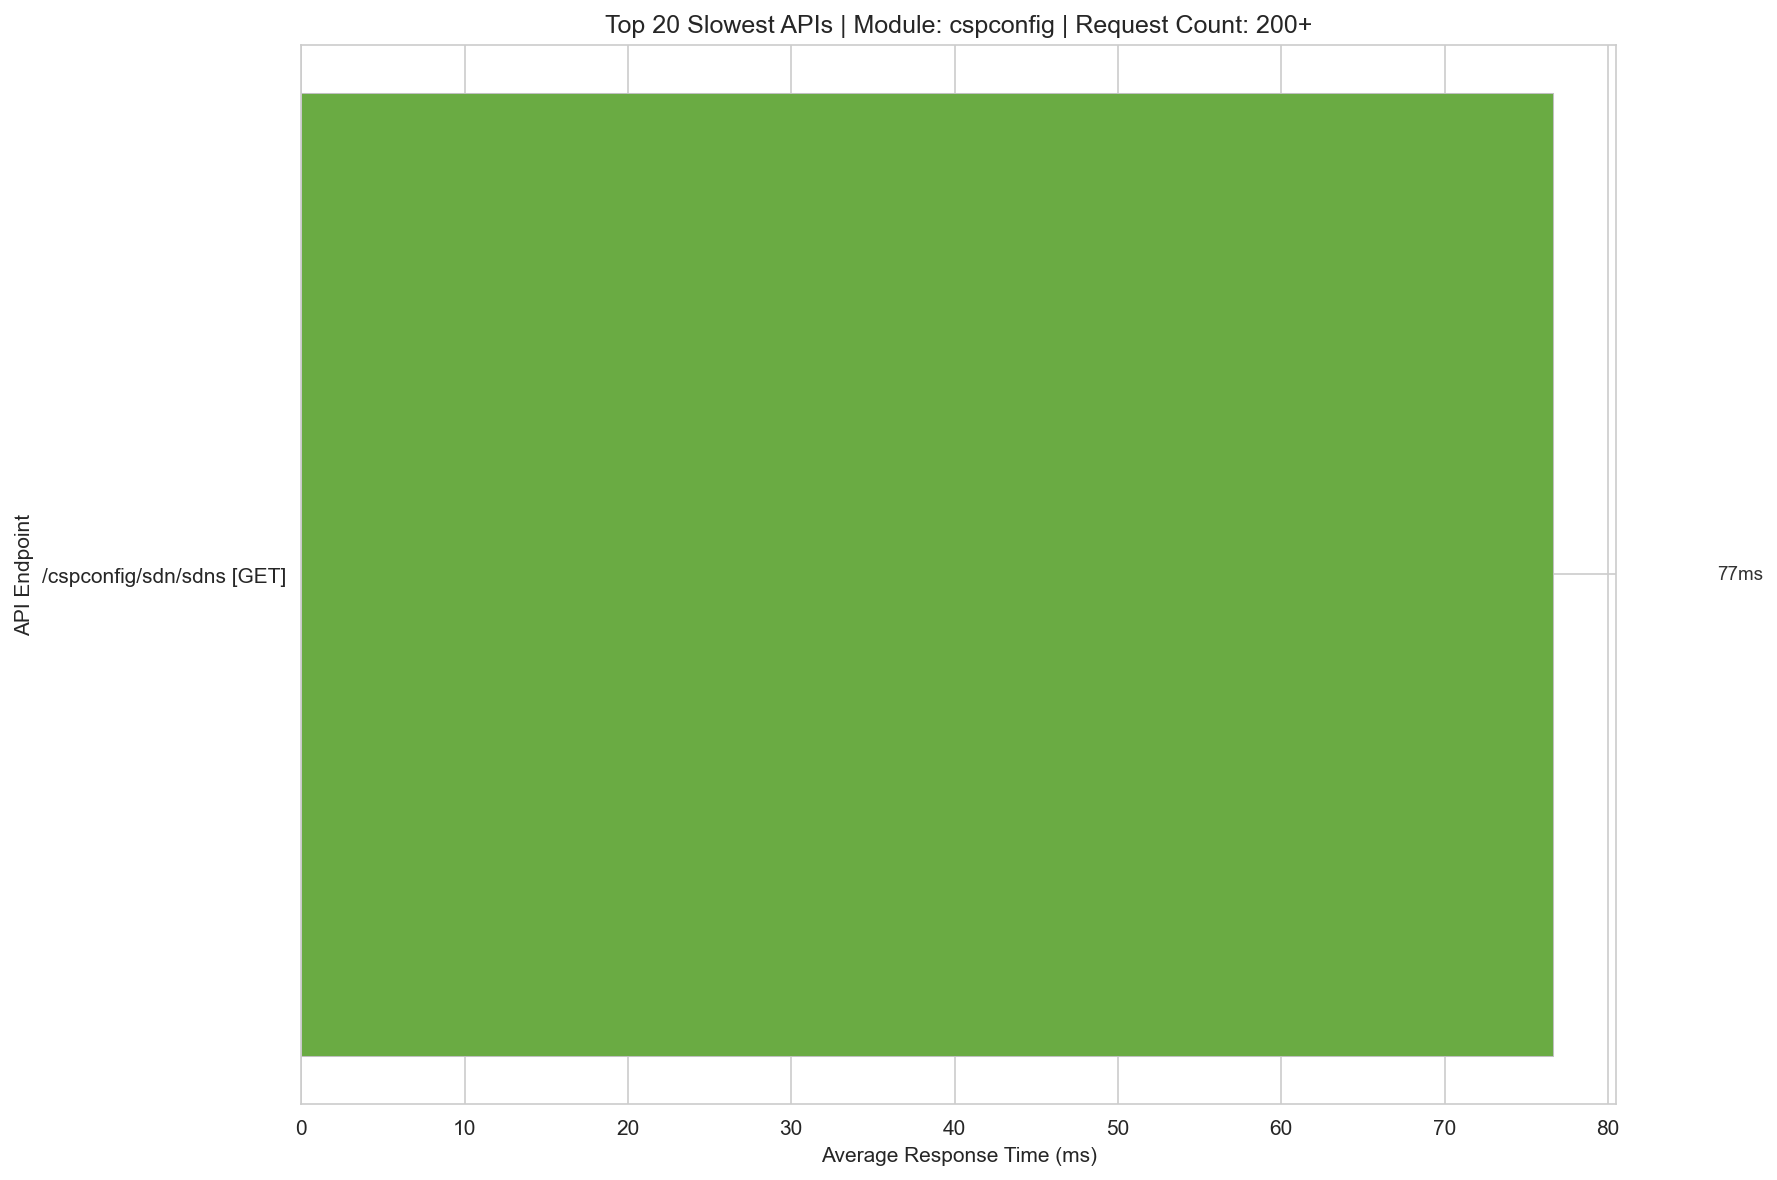 Top 20 Slowest APIs | Module: cspconfig | Request Count: 200+
API Endpoint
/cspconfig/sdn/sdns [GET]
77ms
0 10 20 30 40 50 60 70 80
Average Response Time (ms)